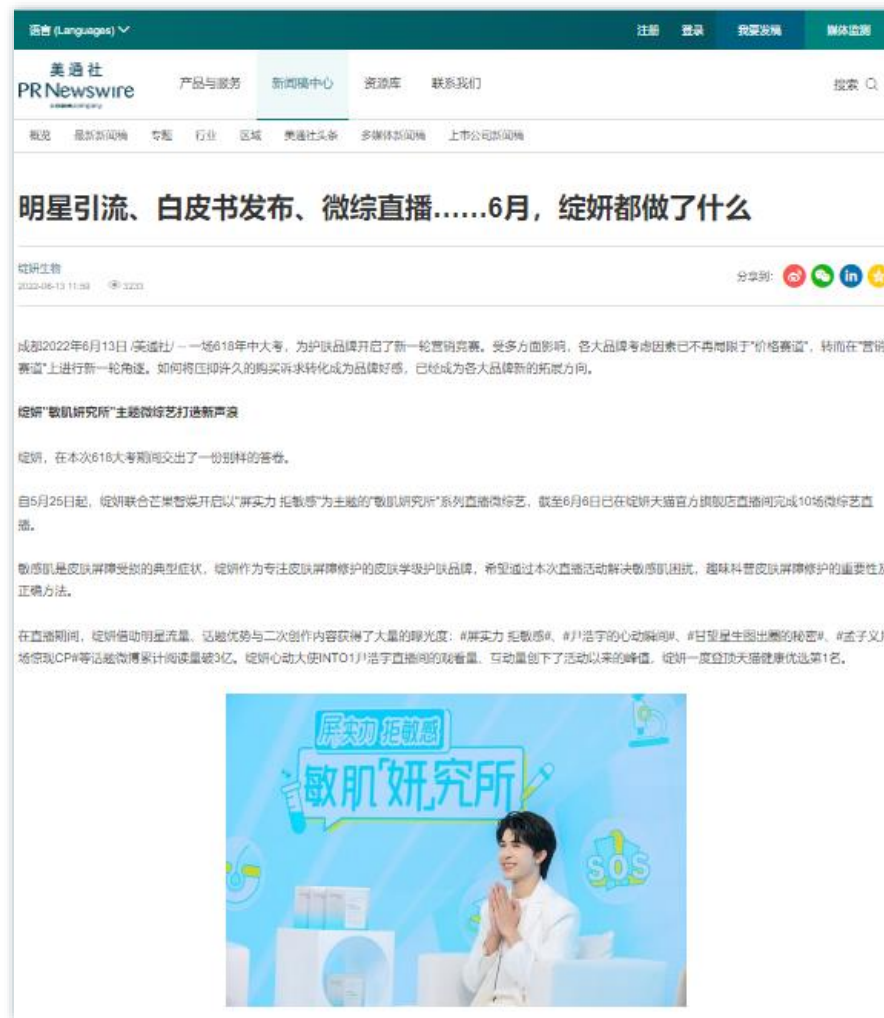 语言 (Languages)
注册 登录 我要发稿 媒体监测
美通社
PR Newswire
产品与服务 新闻稿中心 资源库 联系我们
搜索
概览 最新新闻稿 专题 行业 区域 美通社头条 多媒体新闻稿 上市公司新闻稿
明星引流、白皮书发布、微综直播……6月，绽妍都做了什么
绽妍生物
2022-06-13 11:58 3233
分享到:
成都2022年6月13日 /美通社/ -- 一场618年中大考，为护肤品牌开启了新一轮营销竞赛。受多方面影响，各大品牌考虑因素已不再局限于"价格赛道"，转而在"营销
赛道"上进行新一轮角逐。如何将压抑许久的购买诉求转化成为品牌好感，已经成为各大品牌新的拓展方向。
绽妍"敏肌妍究所"主题微综艺打造新声浪
绽妍，在本次618大考期间交出了一份别样的答卷。
自5月25日起，绽妍联合芒果智娱开启以"屏实力 拒敏感"为主题的"敏肌妍究所"系列直播微综艺，截至6月6日已在绽妍天猫官方旗舰店直播间完成10场微综艺直
播。
敏感肌是皮肤屏障受损的典型症状，绽妍作为专注皮肤屏障修护的皮肤学级护肤品牌，希望通过本次直播活动解决敏感肌困扰，趣味科普皮肤屏障修护的重要性及
正确方法。
在直播期间，绽妍借助明星流量、话题优势与二次创作内容获得了大量的曝光度：#屏实力 拒敏感#、#尹浩宇的心动瞬间#、#甘望星生图出圈的秘密#、#孟子义现
场惊现CP#等话题微博累计阅读量破3亿。绽妍心动大使INTO1尹浩宇直播间的观看量、互动量创下了活动以来的峰值，绽妍一度登顶天猫健康优选第1名。
屏实力 拒敏感
敏肌「妍」究所
SOS